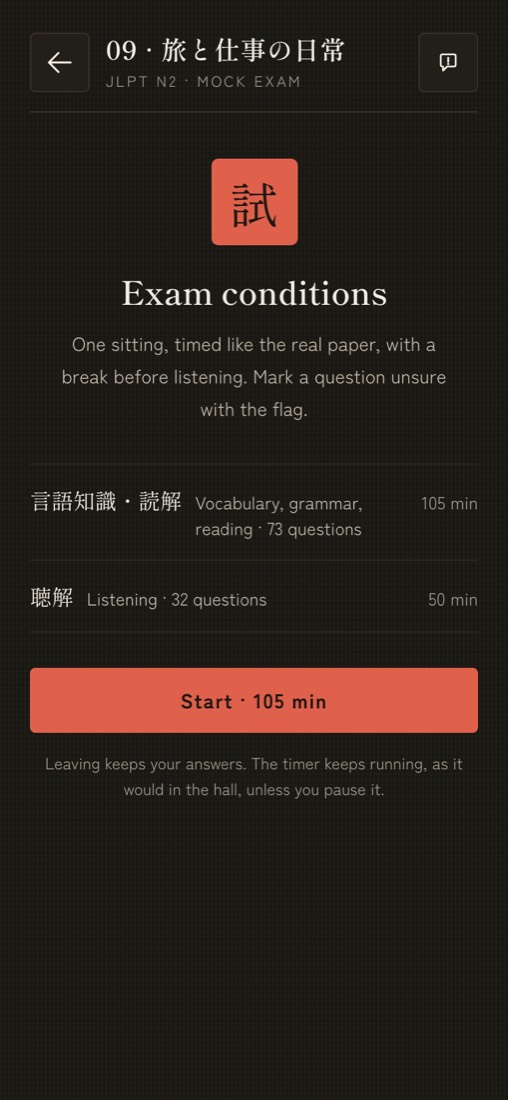 09 · 旅と仕事の日常
JLPT N2 · MOCK EXAM
試
Exam conditions
One sitting, timed like the real paper, with a
break before listening. Mark a question unsure
with the flag.
言語知識・読解 Vocabulary, grammar, 105 min
reading · 73 questions
聴解 Listening · 32 questions 50 min
Start · 105 min
Leaving keeps your answers. The timer keeps running, as it
would in the hall, unless you pause it.